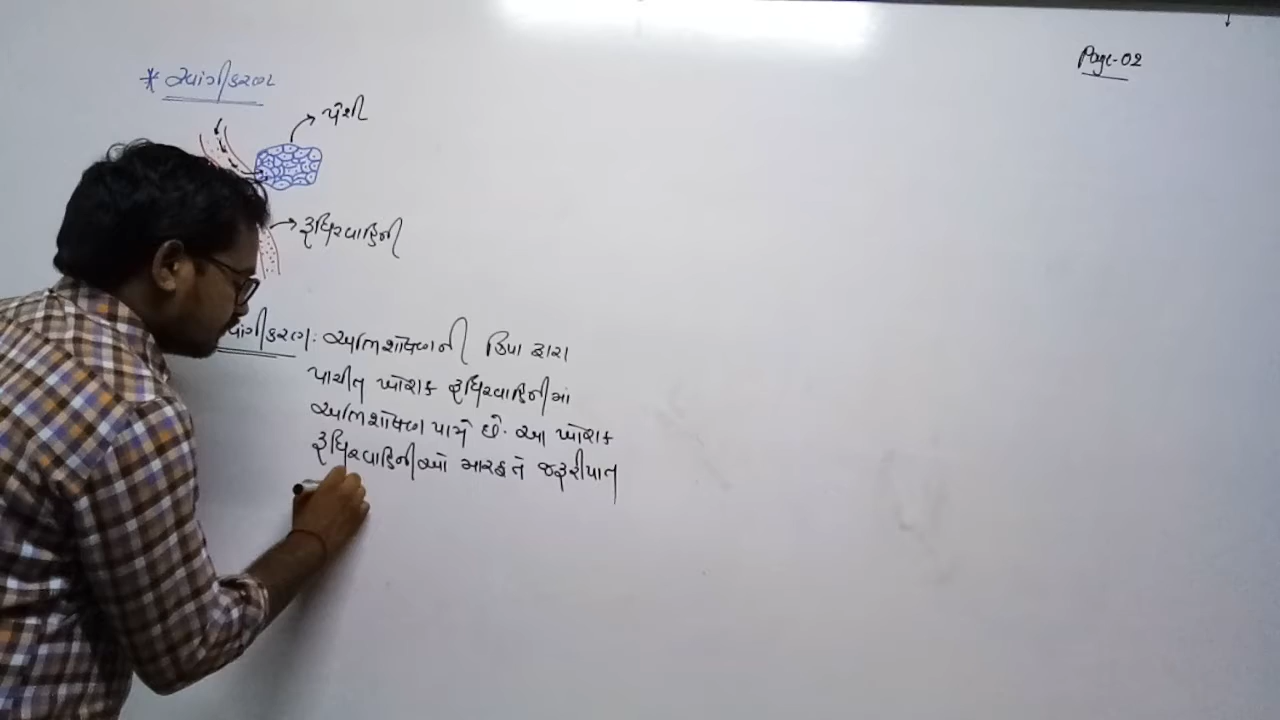 Page-02
* સ્વાંગીકરણ
પેશી
રૂધિરવાહિની
વાંગીકરણ: અભિશોષણની ક્રિયા દ્વારા
પાચીત ખોરાક રૂધિરવાહિનીમાં
અભિશોષણ પામે છે. આ ખોરાક
રૂધિરવાહિનીઓ મારફતે જરૂરીયાત